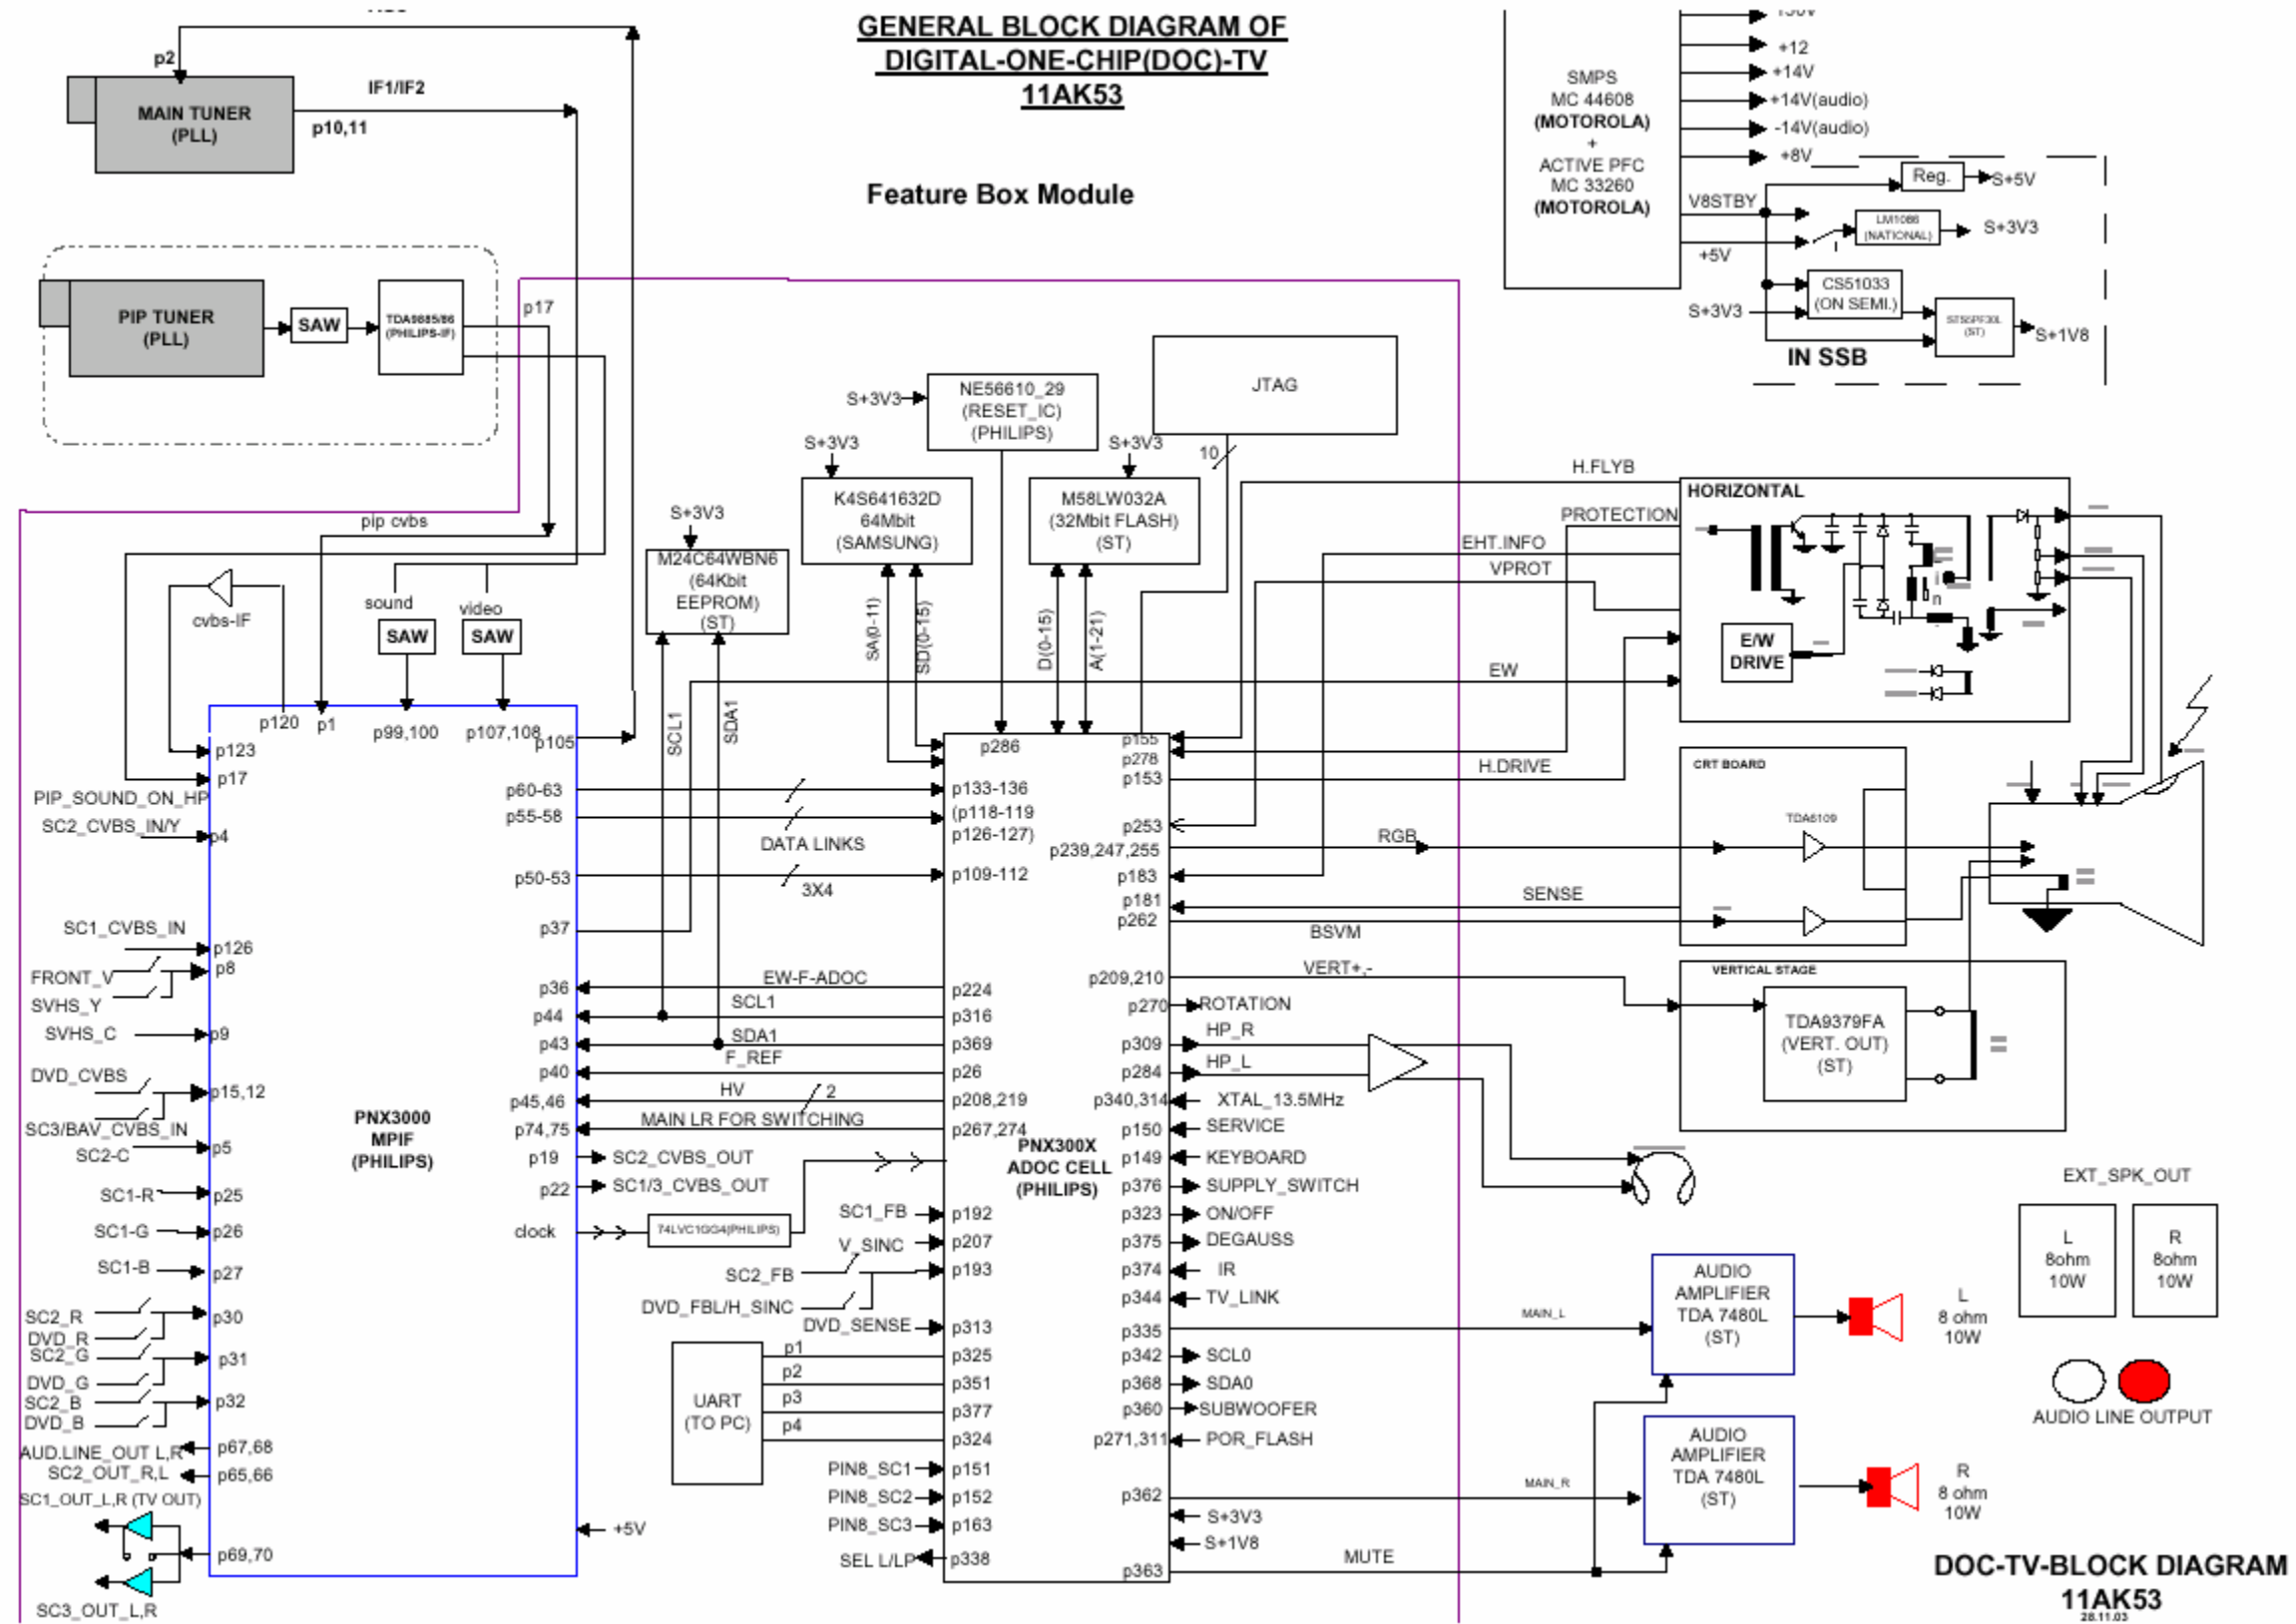 GENERAL BLOCK DIAGRAM OF
DIGITAL-ONE-CHIP(DOC)-TV
11AK53
Feature Box Module
p2
MAIN TUNER
(PLL)
IF1/IF2
p10,11
PIP TUNER
(PLL)
SAW
TDA9885/86
(PHILIPS-IF)
p17
SMPS
MC 44608
(MOTOROLA)
+
ACTIVE PFC
MC 33260
(MOTOROLA)
+12
+14V
+14V(audio)
-14V(audio)
+8V
V8STBY
+5V
Reg.
S+5V
LM1086
(NATIONAL)
S+3V3
CS51033
(ON SEMI.)
S+3V3
(ST)
S+1V8
IN SSB
JTAG
10
S+3V3
NE56610_29
(RESET_IC)
(PHILIPS)
S+3V3
K4S641632D
64Mbit
(SAMSUNG)
S+3V3
M58LW032A
(32Mbit FLASH)
(ST)
S+3V3
M24C64WBN6
(64Kbit
EEPROM)
(ST)
SA(0-11)
SD(0-15)
D(0-15)
A(1-21)
SCL1
SDA1
pip cvbs
cvbs-IF
sound
SAW
video
SAW
H.FLYB
PROTECTION
EHT.INFO
VPROT
EW
H.DRIVE
RGB
SENSE
BSVM
VERT+,-
HORIZONTAL
E/W
DRIVE
CRT BOARD
TDA6109
VERTICAL STAGE
TDA9379FA
(VERT. OUT)
(ST)
p120
p1
p99,100
p107,108
p105
p123
p17
PIP_SOUND_ON_HP
SC2_CVBS_IN/Y
p4
SC1_CVBS_IN
p126
FRONT_V
p8
SVHS_Y
SVHS_C
p9
DVD_CVBS
p15,12
SC3/BAV_CVBS_IN
SC2-C
p5
SC1-R
p25
SC1-G
p26
SC1-B
p27
SC2_R
p30
DVD_R
SC2_G
p31
DVD_G
SC2_B
p32
DVD_B
AUD.LINE_OUT L,R
p67,68
SC2_OUT_R,L
p65,66
SC1_OUT_L,R (TV OUT)
p69,70
SC3_OUT_L,R
PNX3000
MPIF
(PHILIPS)
p60-63
p55-58
p50-53
p37
p36
p44
p43
p40
p45,46
p74,75
p19
p22
clock
+5V
DATA LINKS
3X4
EW-F-ADOC
SCL1
SDA1
F_REF
HV
2
MAIN LR FOR SWITCHING
SC2_CVBS_OUT
SC1/3_CVBS_OUT
74LVC1GG4(PHILIPS)
SC1_FB
V_SINC
SC2_FB
DVD_FBL/H_SINC
DVD_SENSE
UART
(TO PC)
p1
p2
p3
p4
PIN8_SC1
PIN8_SC2
PIN8_SC3
SEL L/LP
p286
p133-136
(p118-119
p126-127)
p109-112
p224
p316
p369
p26
p208,219
p267,274
p192
p207
p193
p313
p325
p351
p377
p324
p151
p152
p163
p338
PNX300X
ADOC CELL
(PHILIPS)
p155
p278
p153
p253
p239,247,255
p183
p181
p262
p209,210
p270
ROTATION
p309
HP_R
p284
HP_L
p340,314
XTAL_13.5MHz
p150
SERVICE
p149
KEYBOARD
p376
SUPPLY_SWITCH
p323
ON/OFF
p375
DEGAUSS
p374
IR
p344
TV_LINK
p335
MAIN_L
p342
SCL0
p368
SDA0
p360
SUBWOOFER
p271,311
POR_FLASH
p362
MAIN_R
S+3V3
S+1V8
p363
MUTE
AUDIO
AMPLIFIER
TDA 7480L
(ST)
L
8 ohm
10W
AUDIO
AMPLIFIER
TDA 7480L
(ST)
R
8 ohm
10W
EXT_SPK_OUT
L
8ohm
10W
R
8ohm
10W
AUDIO LINE OUTPUT
DOC-TV-BLOCK DIAGRAM
11AK53
28.11.03